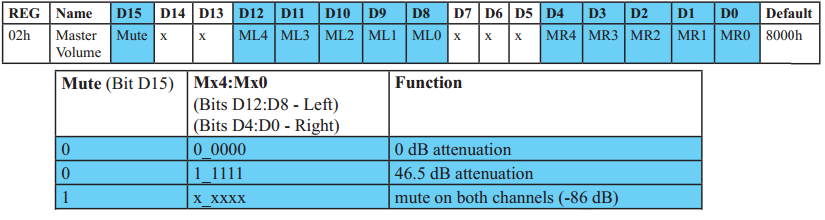 REG Name D15 D14 D13 D12 D11 D10 D9 D8 D7 D6 D5 D4 D3 D2 D1 D0 Default
02h Master Volume Mute x x ML4 ML3 ML2 ML1 ML0 x x x MR4 MR3 MR2 MR1 MR0 8000h
Mute (Bit D15) Mx4:Mx0 Function
(Bits D12:D8 - Left)
(Bits D4:D0 - Right)
0 0_0000 0 dB attenuation
0 1_1111 46.5 dB attenuation
1 x_xxxx mute on both channels (-86 dB)